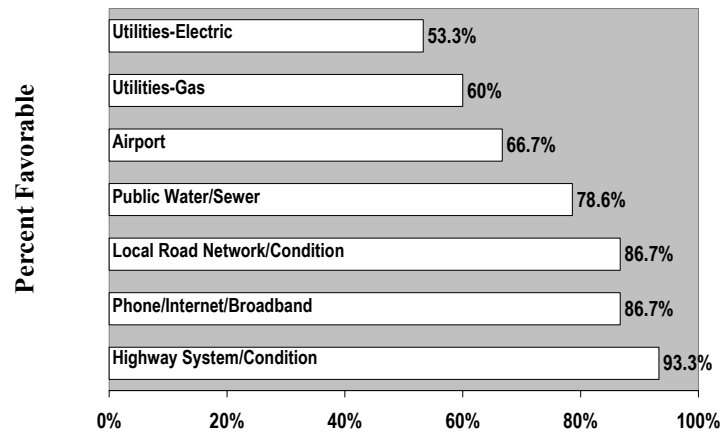 Percent Favorable
Utilities-Electric 53.3%
Utilities-Gas 60%
Airport 66.7%
Public Water/Sewer 78.6%
Local Road Network/Condition 86.7%
Phone/Internet/Broadband 86.7%
Highway System/Condition 93.3%
0% 20% 40% 60% 80% 100%